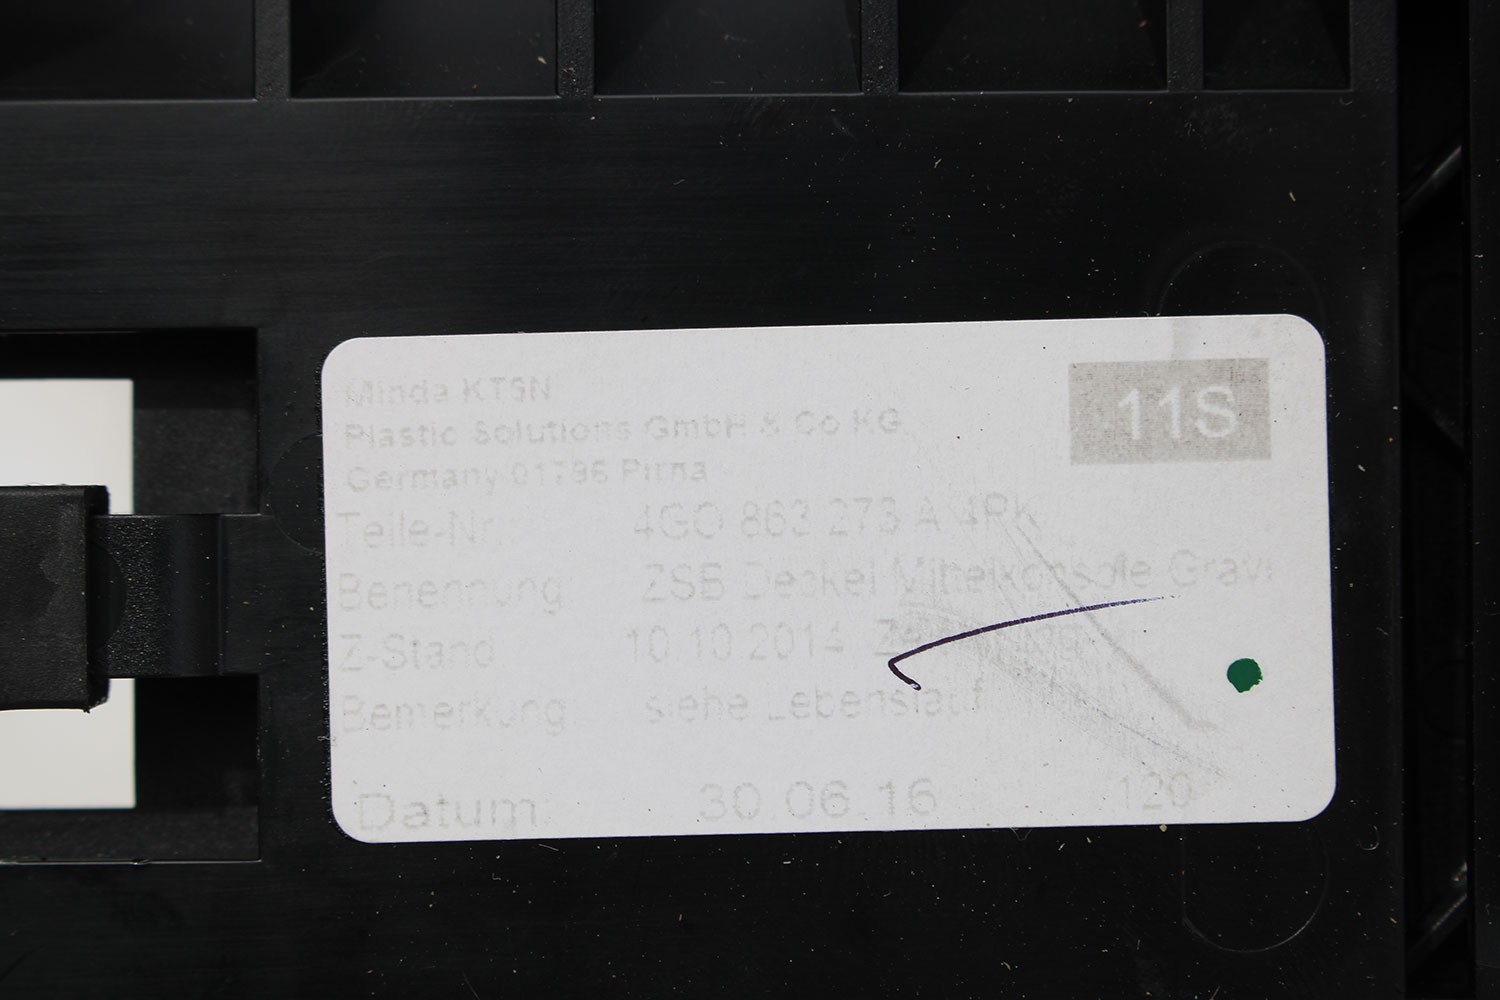 Minda KTSN
11S
Plastic Solutions GmbH & Co KG
Germany 01796 Pirna
Teile-Nr. 4G0 863 273 A 4PK
Benennung ZSB Deckel Mittelkonsole Gravi
Z-Stand 10.10.2014
Bemerkung siehe Lebenslauf
Datum: 30.06.16 120